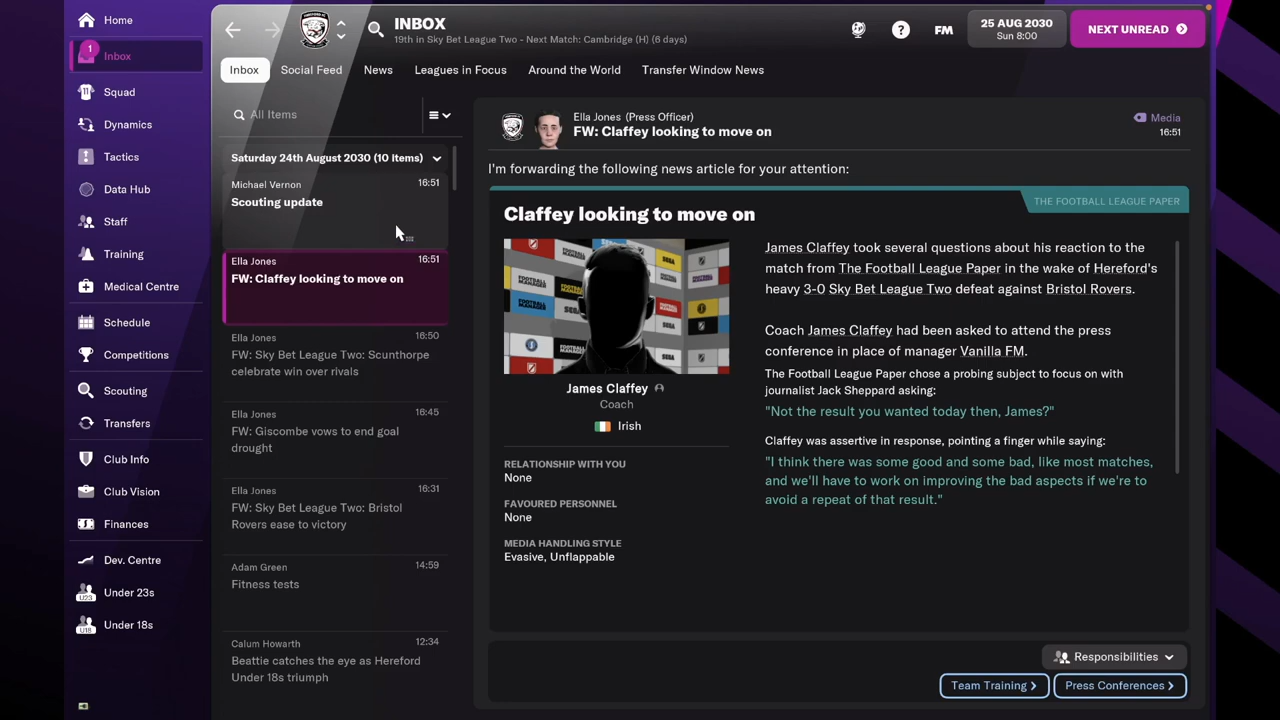 Home
1
Inbox
Squad
Dynamics
Tactics
Data Hub
Staff
Training
Medical Centre
Schedule
Competitions
Scouting
Transfers
Club Info
Club Vision
Finances
Dev. Centre
U23
Under 23s
U18
Under 18s
INBOX
19th in Sky Bet League Two - Next Match: Cambridge (H) (6 days)
?
FM
25 AUG 2030
Sun 8:00
NEXT UNREAD
Inbox
Social Feed
News
Leagues in Focus
Around the World
Transfer Window News
All Items
Saturday 24th August 2030 (10 Items)
Michael Vernon
16:51
Scouting update
Ella Jones
16:51
FW: Claffey looking to move on
Ella Jones
16:50
FW: Sky Bet League Two: Scunthorpe
celebrate win over rivals
Ella Jones
16:45
FW: Giscombe vows to end goal
drought
Ella Jones
16:31
FW: Sky Bet League Two: Bristol
Rovers ease to victory
Adam Green
14:59
Fitness tests
Calum Howarth
12:34
Beattie catches the eye as Hereford
Under 18s triumph
Ella Jones (Press Officer)
FW: Claffey looking to move on
Media
16:51
I'm forwarding the following news article for your attention:
THE FOOTBALL LEAGUE PAPER
Claffey looking to move on
James Claffey
Coach
Irish
RELATIONSHIP WITH YOU
None
FAVOURED PERSONNEL
None
MEDIA HANDLING STYLE
Evasive, Unflappable
James Claffey took several questions about his reaction to the
match from The Football League Paper in the wake of Hereford's
heavy 3-0 Sky Bet League Two defeat against Bristol Rovers.
Coach James Claffey had been asked to attend the press
conference in place of manager Vanilla FM.
The Football League Paper chose a probing subject to focus on with
journalist Jack Sheppard asking:
"Not the result you wanted today then, James?"
Claffey was assertive in response, pointing a finger while saying:
"I think there was some good and some bad, like most matches,
and we'll have to work on improving the bad aspects if we're to
avoid a repeat of that result."
Responsibilities
Team Training
Press Conferences